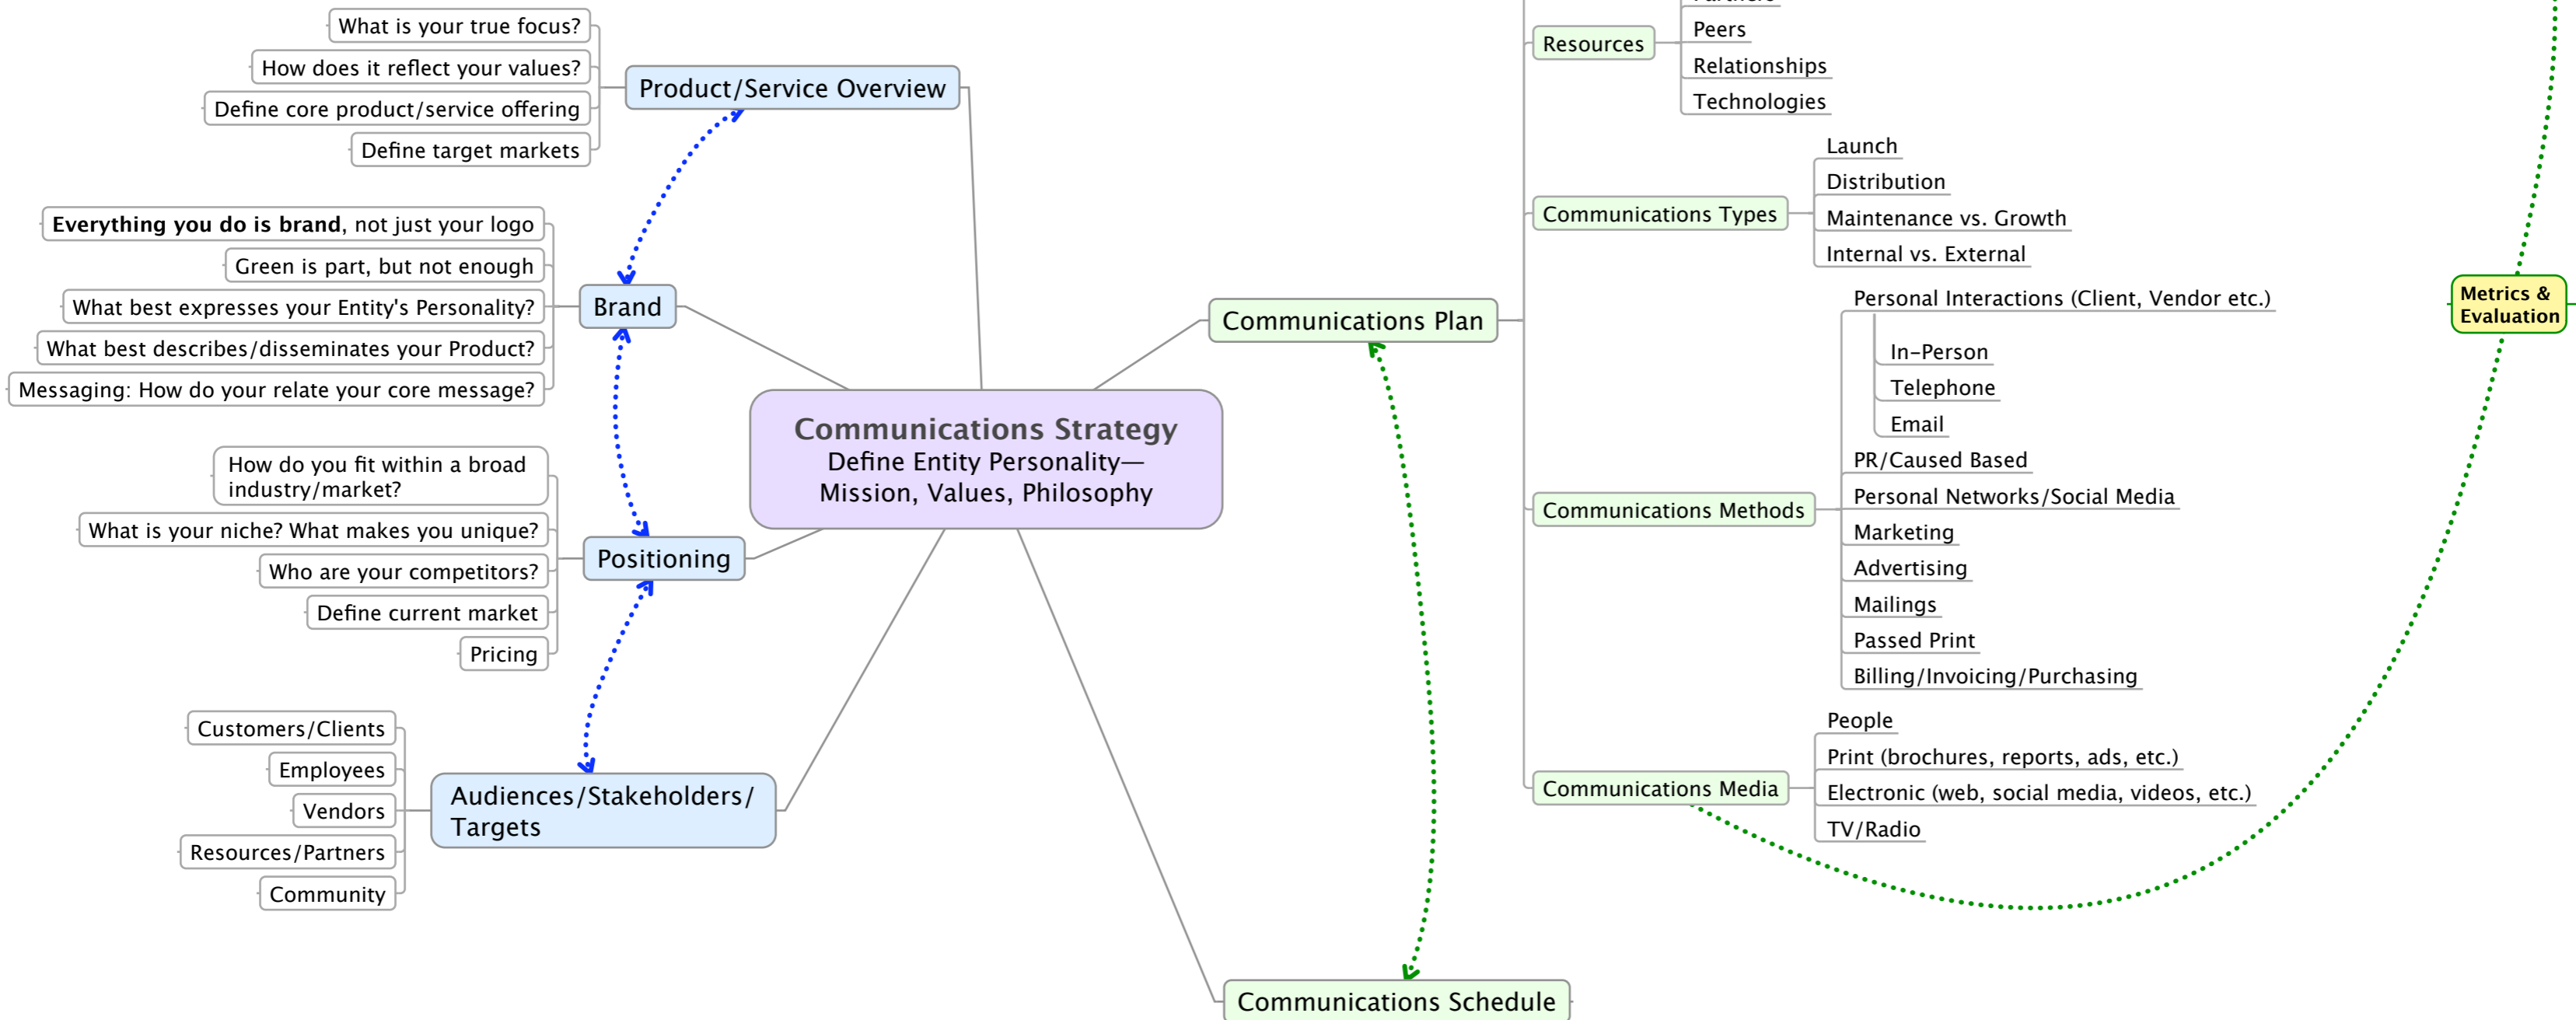 What is your true focus?
How does it reflect your values?
Define core product/service offering
Define target markets
Product/Service Overview
Everything you do is brand, not just your logo
Green is part, but not enough
What best expresses your Entity's Personality?
What best describes/disseminates your Product?
Messaging: How do your relate your core message?
Brand
How do you fit within a broad
industry/market?
What is your niche? What makes you unique?
Who are your competitors?
Define current market
Pricing
Positioning
Customers/Clients
Employees
Vendors
Resources/Partners
Community
Audiences/Stakeholders/
Targets
Communications Strategy
Define Entity Personality—
Mission, Values, Philosophy
Communications Plan
Resources
Peers
Relationships
Technologies
Communications Types
Launch
Distribution
Maintenance vs. Growth
Internal vs. External
Communications Methods
Personal Interactions (Client, Vendor etc.)
In-Person
Telephone
Email
PR/Caused Based
Personal Networks/Social Media
Marketing
Advertising
Mailings
Passed Print
Billing/Invoicing/Purchasing
Communications Media
People
Print (brochures, reports, ads, etc.)
Electronic (web, social media, videos, etc.)
TV/Radio
Metrics &
Evaluation
Communications Schedule